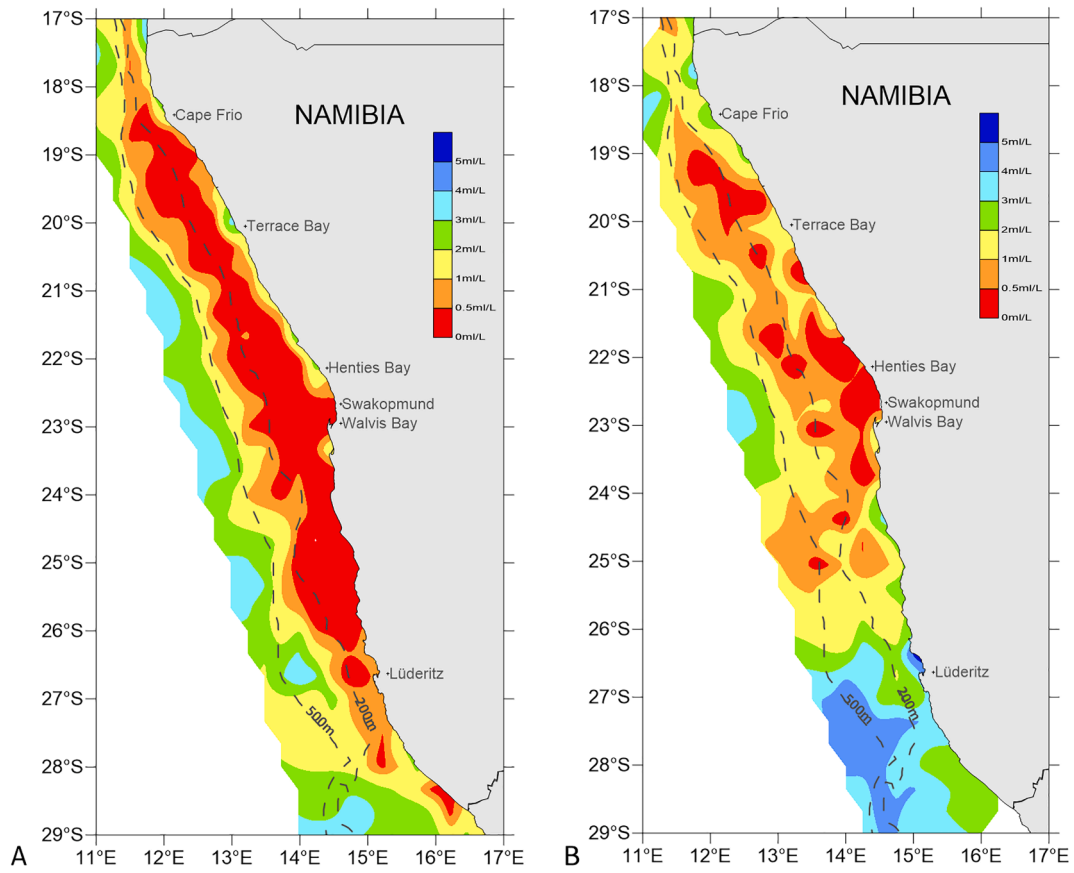 17°S
18°S
19°S
20°S
21°S
22°S
23°S
24°S
25°S
26°S
27°S
28°S
29°S
11°E 12°E 13°E 14°E 15°E 16°E 17°E
NAMIBIA
Cape Frio
Terrace Bay
Henties Bay
Swakopmund
Walvis Bay
Lüderitz
5ml/L
4ml/L
3ml/L
2ml/L
1ml/L
0.5ml/L
0ml/L
500m
200m
A
17°S
18°S
19°S
20°S
21°S
22°S
23°S
24°S
25°S
26°S
27°S
28°S
29°S
11°E 12°E 13°E 14°E 15°E 16°E 17°E
NAMIBIA
Cape Frio
Terrace Bay
Henties Bay
Swakopmund
Walvis Bay
Lüderitz
5ml/L
4ml/L
3ml/L
2ml/L
1ml/L
0.5ml/L
0ml/L
500m
200m
B